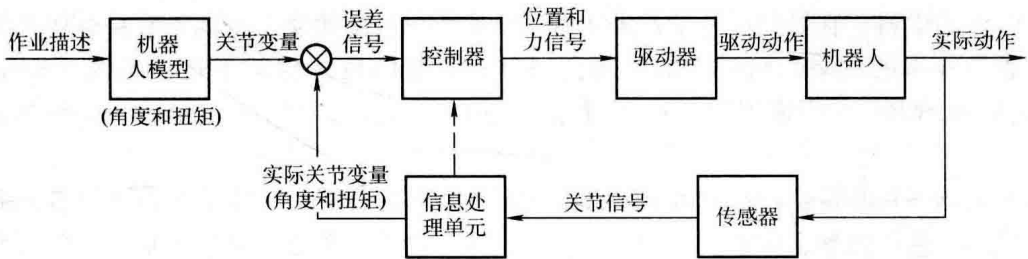 作业描述
机器
人模型
(角度和扭矩)
关节变量
误差
信号
控制器
位置和
力信号
驱动器
驱动动作
机器人
实际动作
实际关节变量
(角度和扭矩)
信息处
理单元
关节信号
传感器